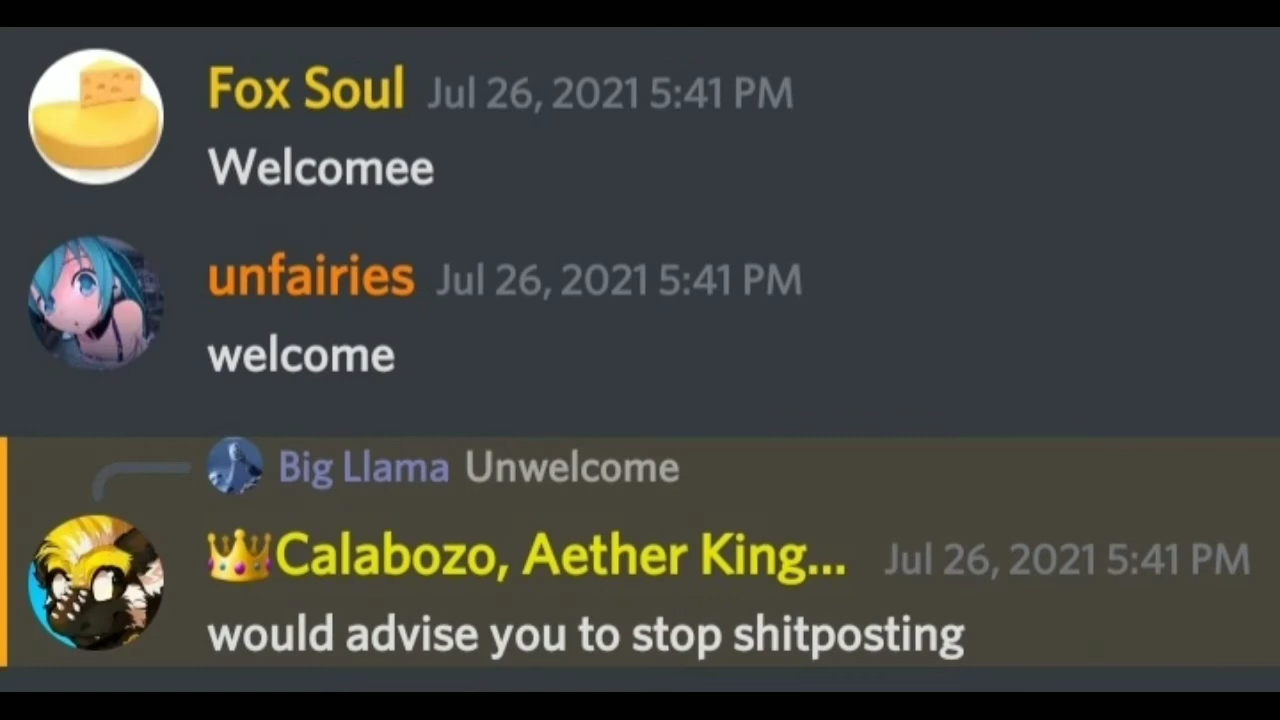 Fox Soul Jul 26, 2021 5:41 PM
Welcomee
unfairies Jul 26, 2021 5:41 PM
welcome
Big Llama Unwelcome
👑Calabozo, Aether King... Jul 26, 2021 5:41 PM
would advise you to stop shitposting